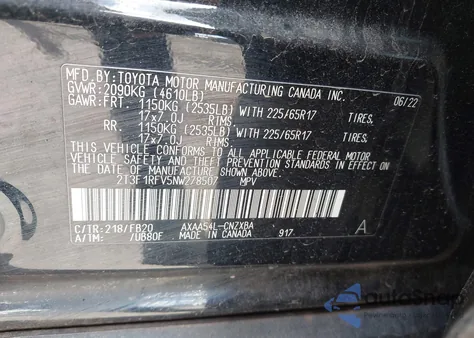 MFD. BY: TOYOTA MOTOR MANUFACTURING CANADA INC.
GVWR: 2090KG (4610LB) 06/22
GAWR: FRT. 1150KG (2535LB) WITH 225/65R17 TIRES,
17x7.0J RIMS,
RR. 1150KG (2535LB) WITH 225/65R17 TIRES,
17x7.0J RIMS,
THIS VEHICLE CONFORMS TO ALL APPLICABLE FEDERAL MOTOR
VEHICLE SAFETY AND THEFT PREVENTION STANDARDS IN EFFECT
ON THE DATE OF MANUFACTURE SHOWN ABOVE.
2T3F1RFV5NW278507 MPV
C/TR: 218/FB20 AXAA54L-CNZXBA A
A/TM: /UB80F MADE IN CANADA 917
autoSnap